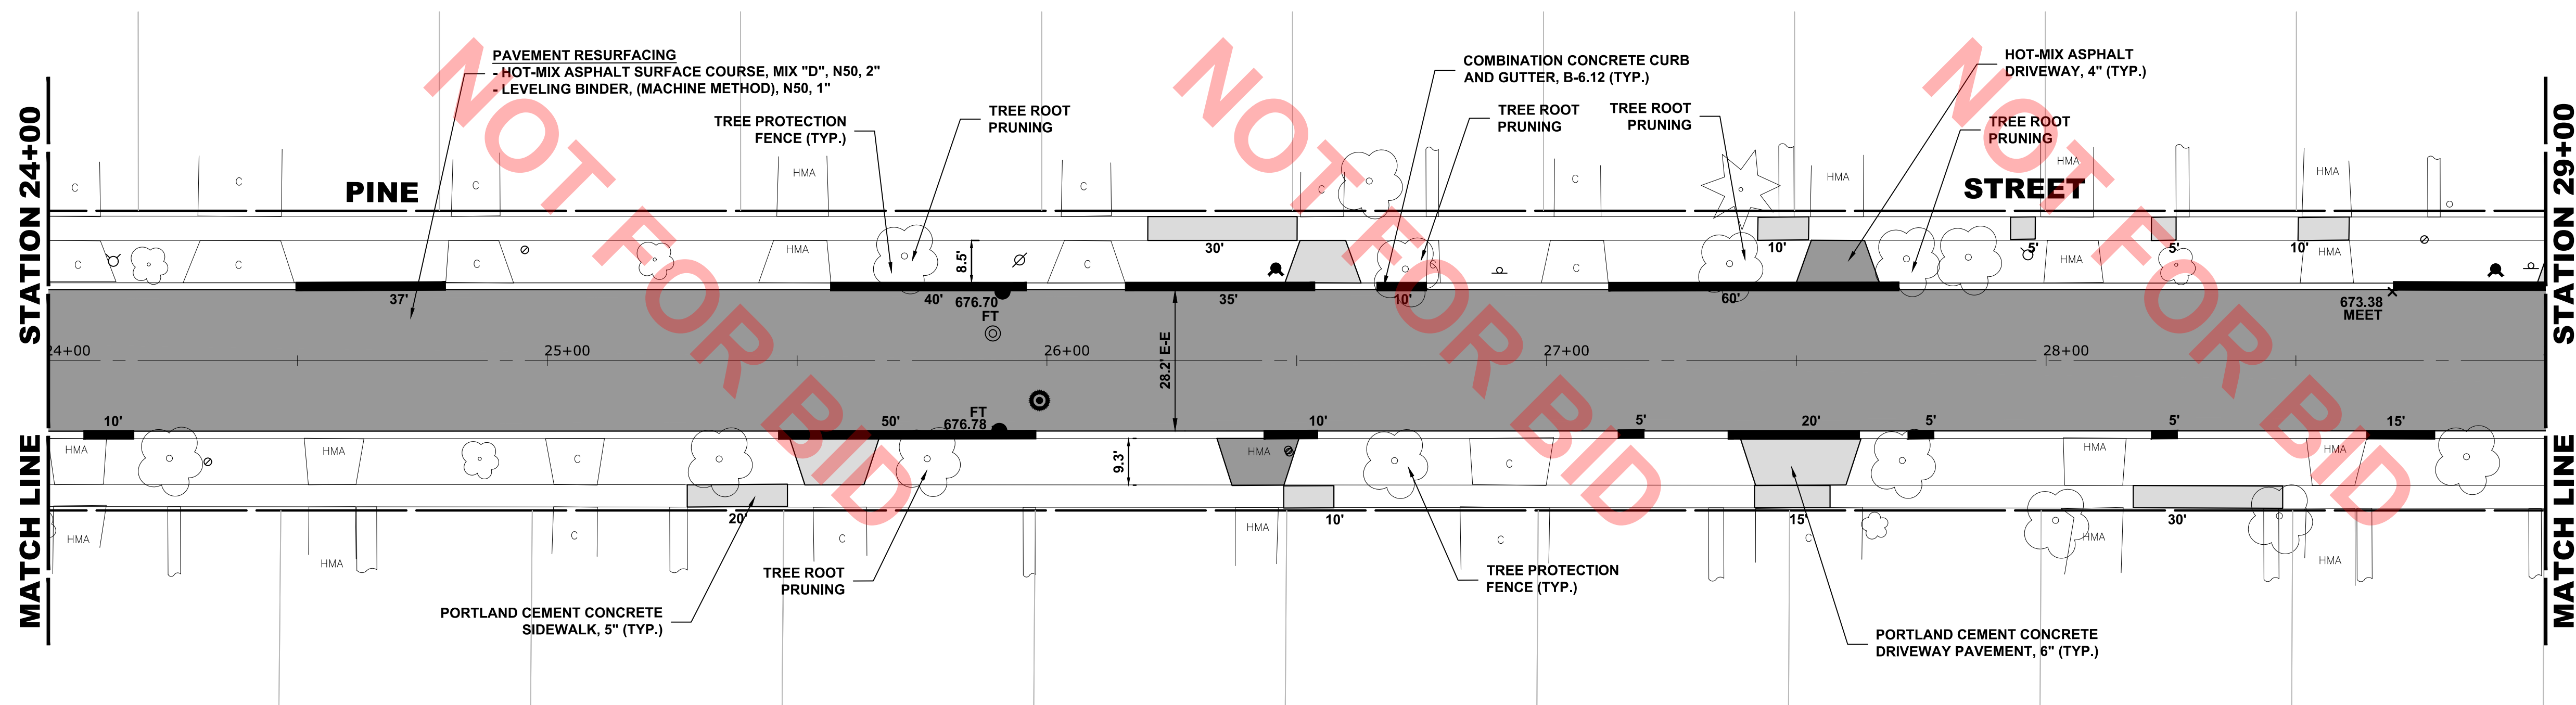 PAVEMENT RESURFACING
- HOT-MIX ASPHALT SURFACE COURSE, MIX "D", N50, 2"
- LEVELING BINDER, (MACHINE METHOD), N50, 1"
TREE PROTECTION
FENCE (TYP.)
TREE ROOT
PRUNING
COMBINATION CONCRETE CURB
AND GUTTER, B-6.12 (TYP.)
TREE ROOT
PRUNING
TREE ROOT
PRUNING
HOT-MIX ASPHALT
DRIVEWAY, 4" (TYP.)
TREE ROOT
PRUNING
NOT FOR BID
NOT FOR BID
NOT FOR BID
STATION 24+00
MATCH LINE
STATION 29+00
MATCH LINE
PINE
STREET
C
C
C
HMA
C
C
C
HMA
HMA
HMA
30'
10'
5'
5'
10'
C
C
C
HMA
8.5'
C
C
C
HMA
HMA
37'
40'
676.70
FT
35'
10'
60'
673.38
MEET
24+00
25+00
26+00
27+00
28+00
28.2' E-E
10'
50'
FT
676.78
10'
5'
20'
5'
5'
15'
HMA
HMA
C
9.3'
HMA
C
HMA
HMA
20'
10'
15'
30'
HMA
HMA
C
C
HMA
C
C
HMA
HMA
TREE ROOT
PRUNING
TREE PROTECTION
FENCE (TYP.)
PORTLAND CEMENT CONCRETE
SIDEWALK, 5" (TYP.)
PORTLAND CEMENT CONCRETE
DRIVEWAY PAVEMENT, 6" (TYP.)